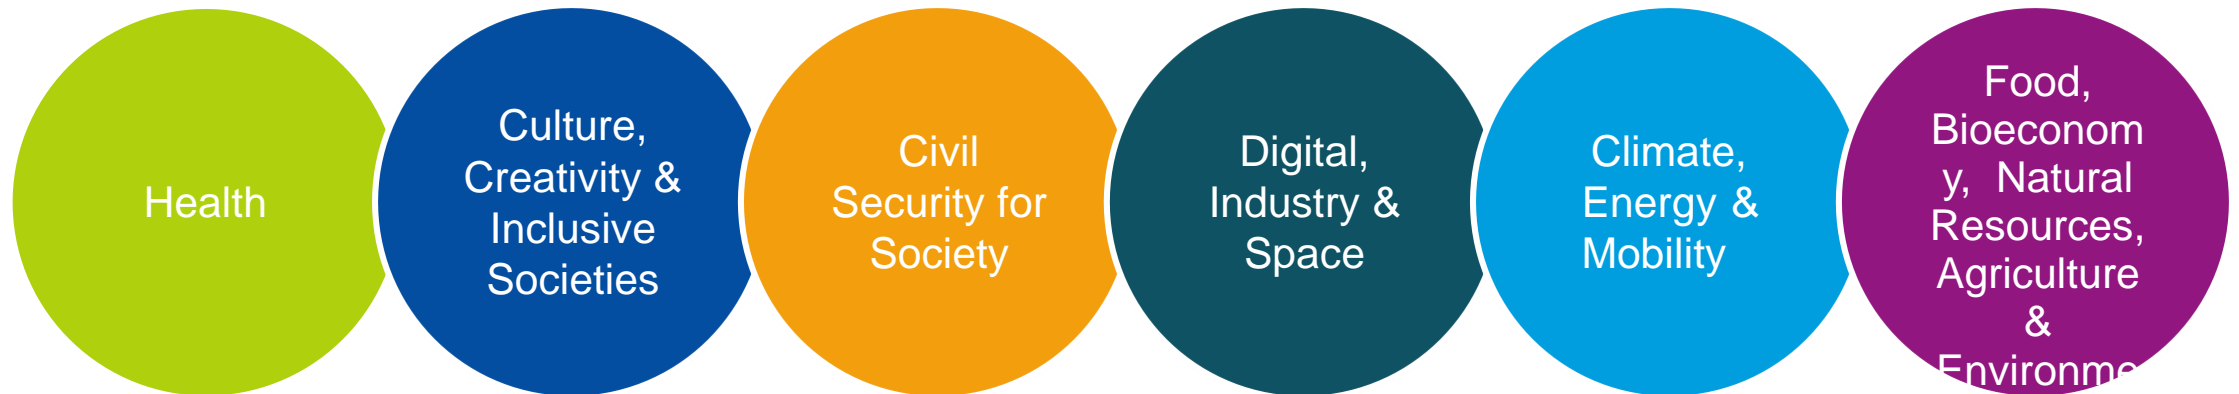 Health
Culture,
Creativity &
Inclusive
Societies
Civil
Security for
Society
Digital,
Industry &
Space
Climate,
Energy &
Mobility
Food,
Bioeconom
y, Natural
Resources,
Agriculture
&
Environme